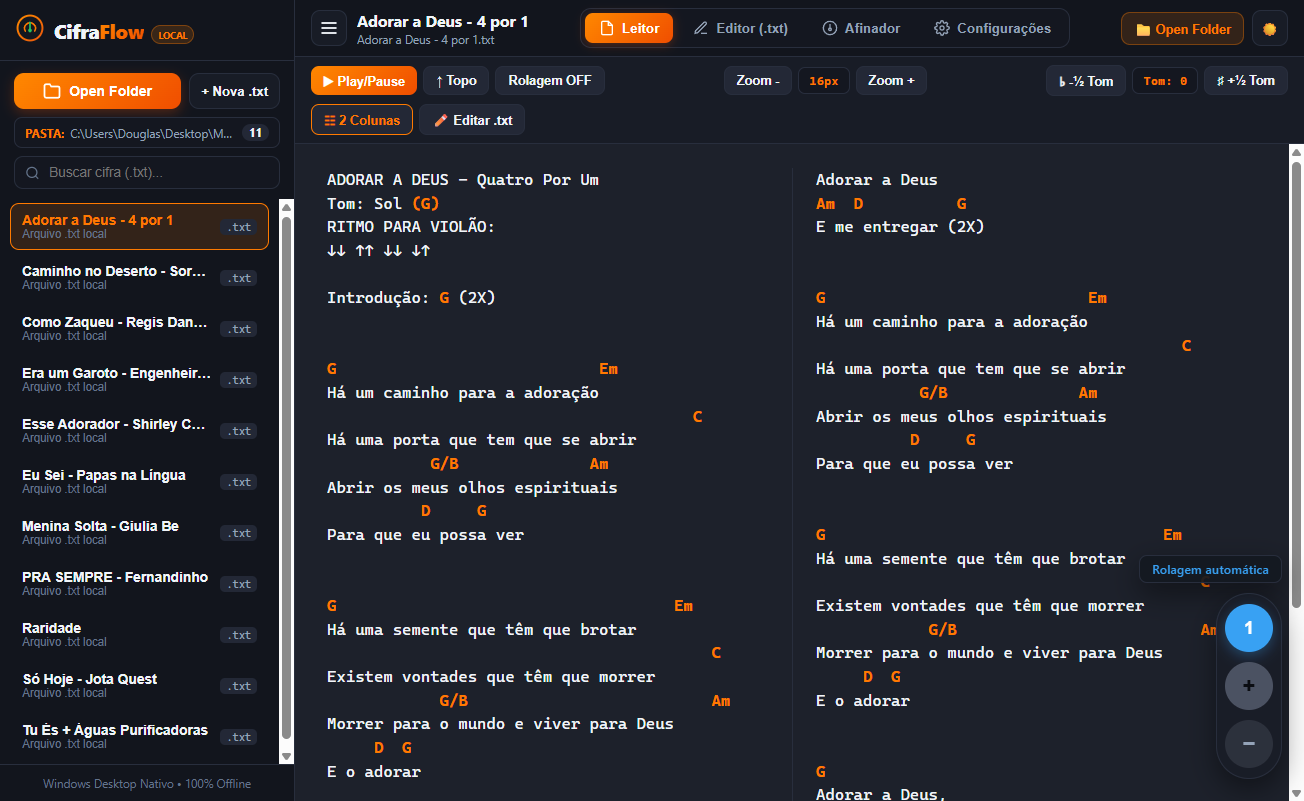 CifraFlow LOCAL
Open Folder
+ Nova .txt
PASTA: C:\Users\Douglas\Desktop\M... 11
Buscar cifra (.txt)...
Adorar a Deus - 4 por 1
Arquivo .txt local
.txt
Caminho no Deserto - Sor...
Arquivo .txt local
.txt
Como Zaqueu - Regis Dan...
Arquivo .txt local
.txt
Era um Garoto - Engenheir...
Arquivo .txt local
.txt
Esse Adorador - Shirley C...
Arquivo .txt local
.txt
Eu Sei - Papas na Língua
Arquivo .txt local
.txt
Menina Solta - Giulia Be
Arquivo .txt local
.txt
PRA SEMPRE - Fernandinho
Arquivo .txt local
.txt
Raridade
Arquivo .txt local
.txt
Só Hoje - Jota Quest
Arquivo .txt local
.txt
Tu És + Águas Purificadoras
Arquivo .txt local
.txt
Windows Desktop Nativo • 100% Offline
Adorar a Deus - 4 por 1
Adorar a Deus - 4 por 1.txt
Leitor
Editor (.txt)
Afinador
Configurações
Open Folder
▶ Play/Pause
↑ Topo
Rolagem OFF
Zoom -
16px
Zoom +
♭ -½ Tom
Tom: 0
♯ +½ Tom
☷ 2 Colunas
Editar .txt
ADORAR A DEUS – Quatro Por Um
Tom: Sol (G)
RITMO PARA VIOLÃO:
↓↓ ↑↑ ↓↓ ↓↑
Introdução: G (2X)
G Em
Há um caminho para a adoração
C
Há uma porta que tem que se abrir
G/B Am
Abrir os meus olhos espirituais
D G
Para que eu possa ver
G Em
Há uma semente que têm que brotar
C
Existem vontades que têm que morrer
G/B Am
Morrer para o mundo e viver para Deus
D G
E o adorar
Adorar a Deus
Am D G
E me entregar (2X)
G Em
Há um caminho para a adoração
C
Há uma porta que tem que se abrir
G/B Am
Abrir os meus olhos espirituais
D G
Para que eu possa ver
G Em
Há uma semente que têm que brotar
C
Existem vontades que têm que morrer
G/B Am
Morrer para o mundo e viver para Deus
D G
E o adorar
G
Adorar a Deus,
Rolagem automática
1
+
−